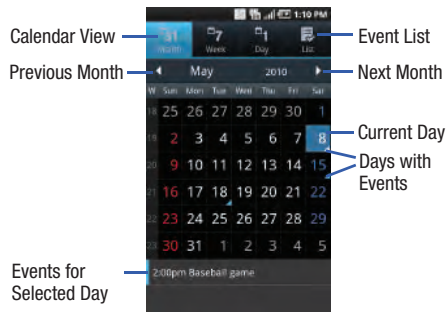 1:10 PM
Calendar View
31 7 1
Month Week Day List
Event List
Previous Month
May 2010
Next Month
W Sun Mon Tue Wed Thu Fri Sat
18 25 26 27 28 29 30 1
19 2 3 4 5 6 7 8
Current Day
20 9 10 11 12 13 14 15
Days with
Events
21 16 17 18 19 20 21 22
22 23 24 25 26 27 28 29
23 30 31 1 2 3 4 5
Events for
Selected Day
2:00pm Baseball game